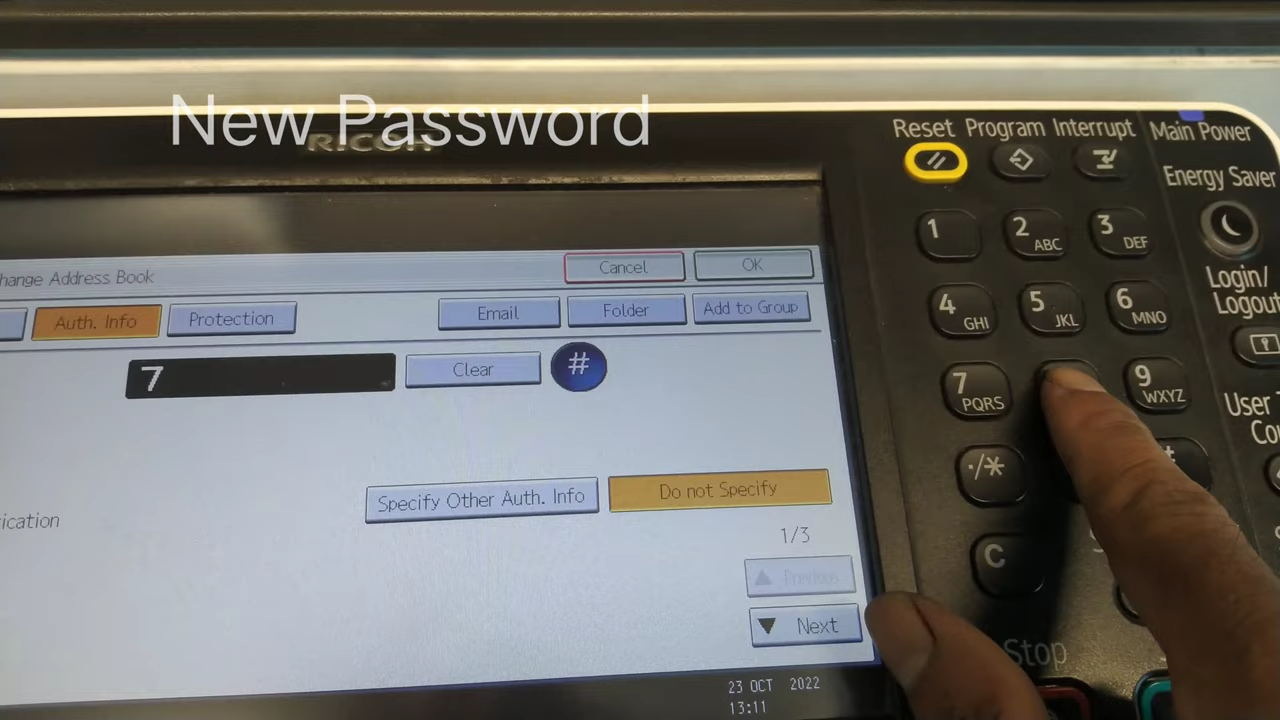 New Password
RICOH
Reset Program Interrupt
Main Power
Energy Saver
hange Address Book
Cancel
OK
Auth. Info
Protection
Email
Folder
Add to Group
7
Clear
#
Specify Other Auth. Info
Do not Specify
ication
1/3
▲ Previous
▼ Next
23 OCT 2022
13:11
1
2 ABC
3 DEF
4 GHI
5 JKL
6 MNO
7 PQRS
9 WXYZ
./*
C
Stop
Login/
Logout
User
Co